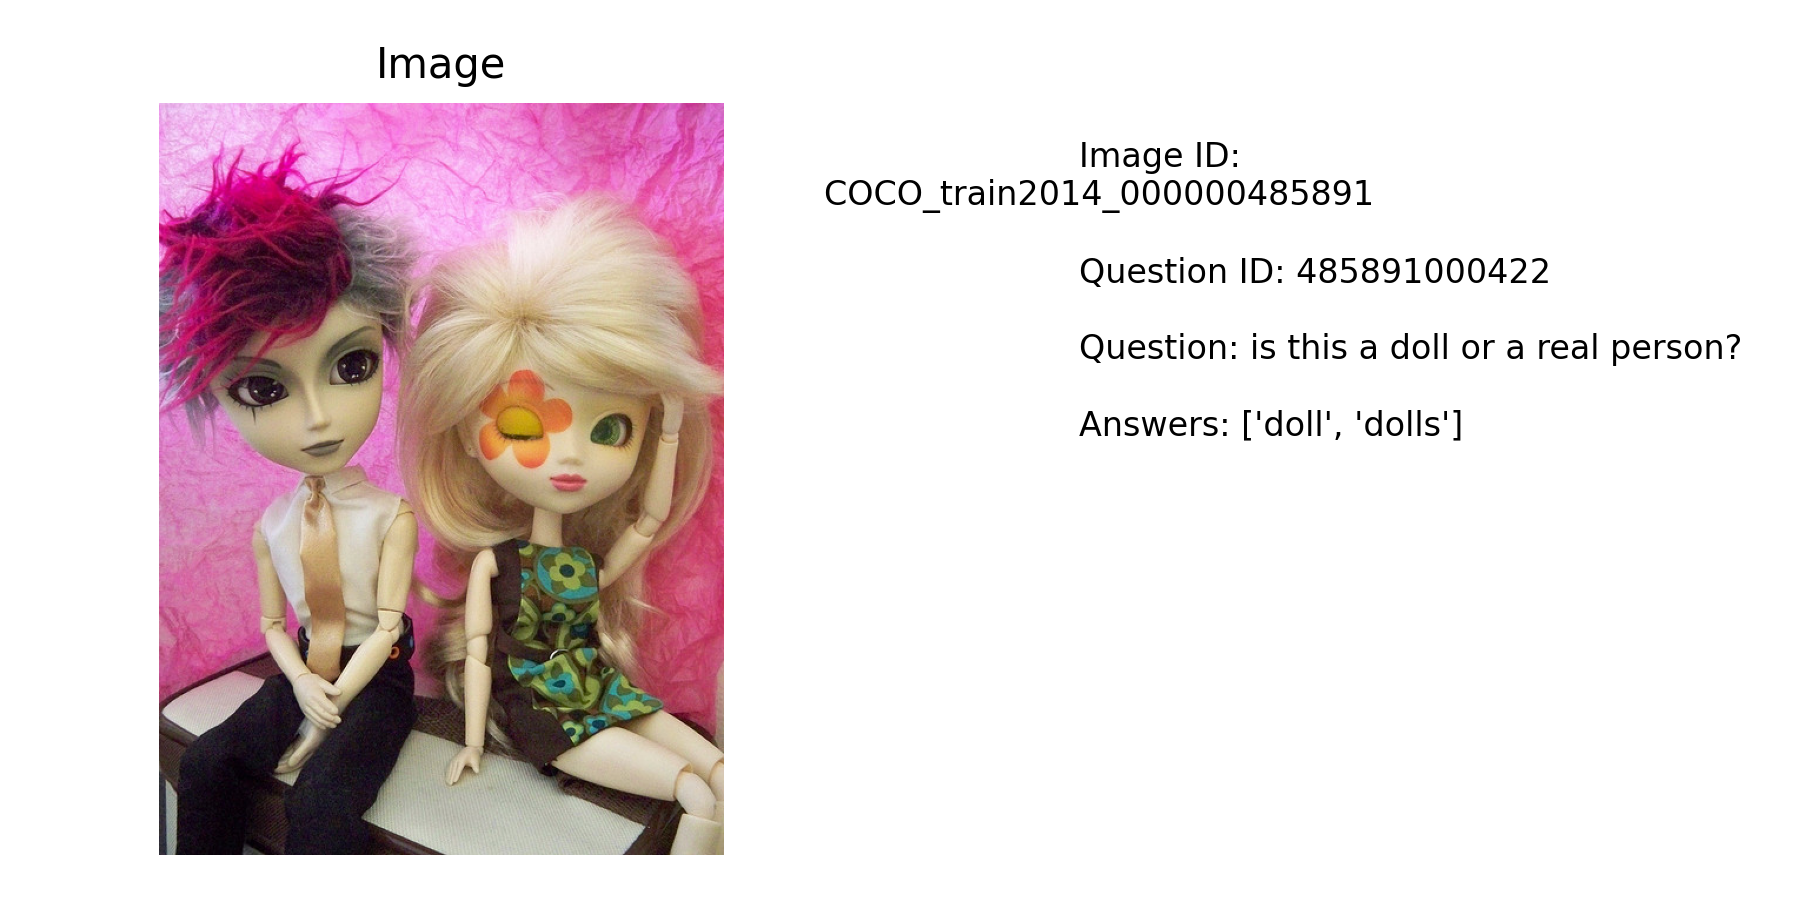 Image
Image ID:
COCO_train2014_000000485891
Question ID: 485891000422
Question: is this a doll or a real person?
Answers: ['doll', 'dolls']